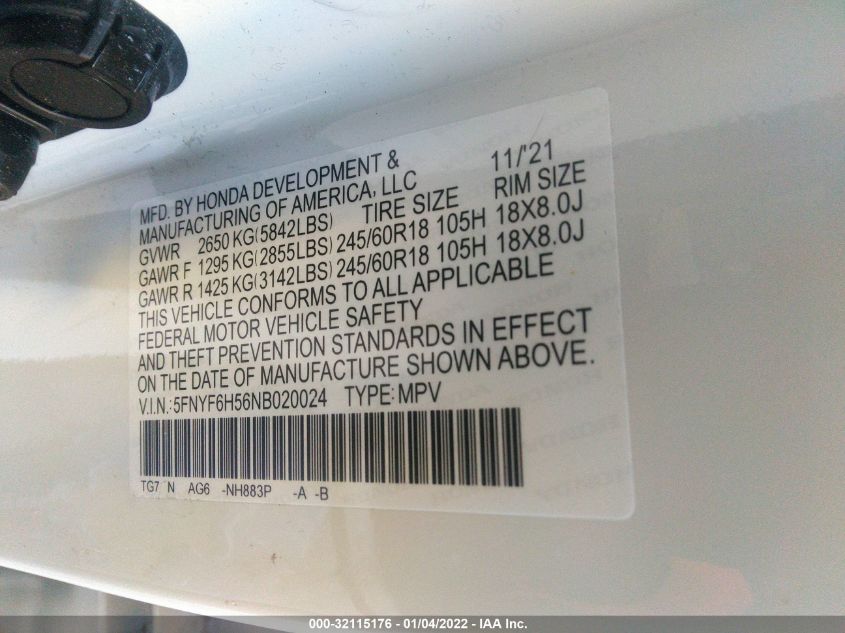 MFD. BY HONDA DEVELOPMENT & 11/'21
MANUFACTURING OF AMERICA, LLC
GVWR 2650 KG(5842LBS) TIRE SIZE RIM SIZE
GAWR F 1295 KG(2855LBS) 245/60R18 105H 18X8.0J
GAWR R 1425 KG(3142LBS) 245/60R18 105H 18X8.0J
THIS VEHICLE CONFORMS TO ALL APPLICABLE
FEDERAL MOTOR VEHICLE SAFETY
AND THEFT PREVENTION STANDARDS IN EFFECT
ON THE DATE OF MANUFACTURE SHOWN ABOVE.
V.I.N.:5FNYF6H56NB020024 TYPE:MPV
TG7 N AG6 -NH883P -A -B
000-32115176 - 01/04/2022 - IAA Inc.